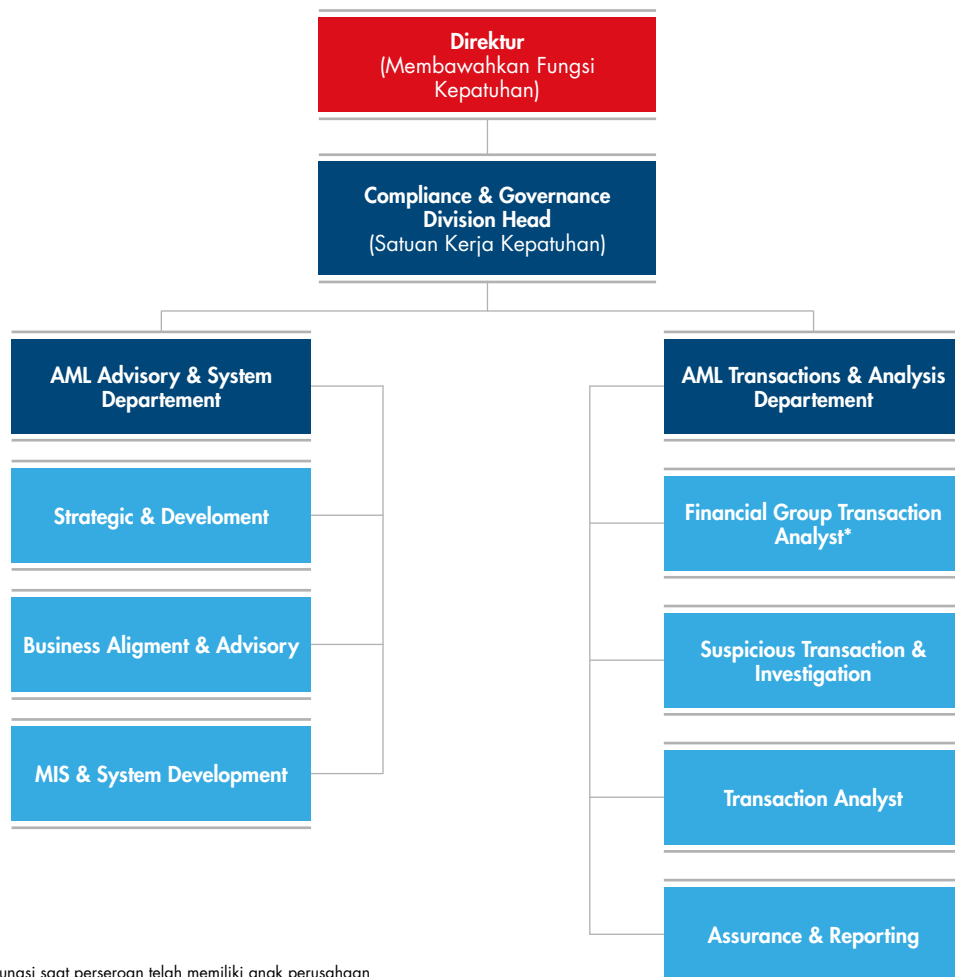 Direktur
(Membawahkan Fungsi
Kepatuhan)
Compliance & Governance
Division Head
(Satuan Kerja Kepatuhan)
AML Advisory & System
Departement
Strategic & Develoment
Business Aligment & Advisory
MIS & System Development
AML Transactions & Analysis
Departement
Financial Group Transaction
Analyst*
Suspicious Transaction &
Investigation
Transaction Analyst
Assurance & Reporting
saat perseroan telah memiliki anak perusahaan